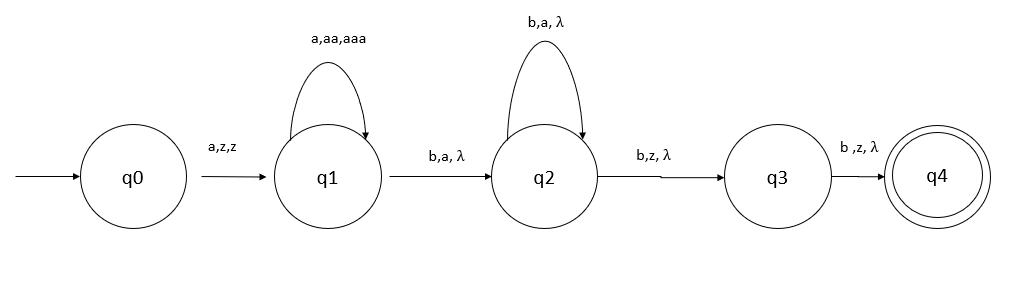 b,a, λ
a,aa,aaa
a,z,z
b,a, λ
b,z, λ
b ,z, λ
q0
q1
q2
q3
q4